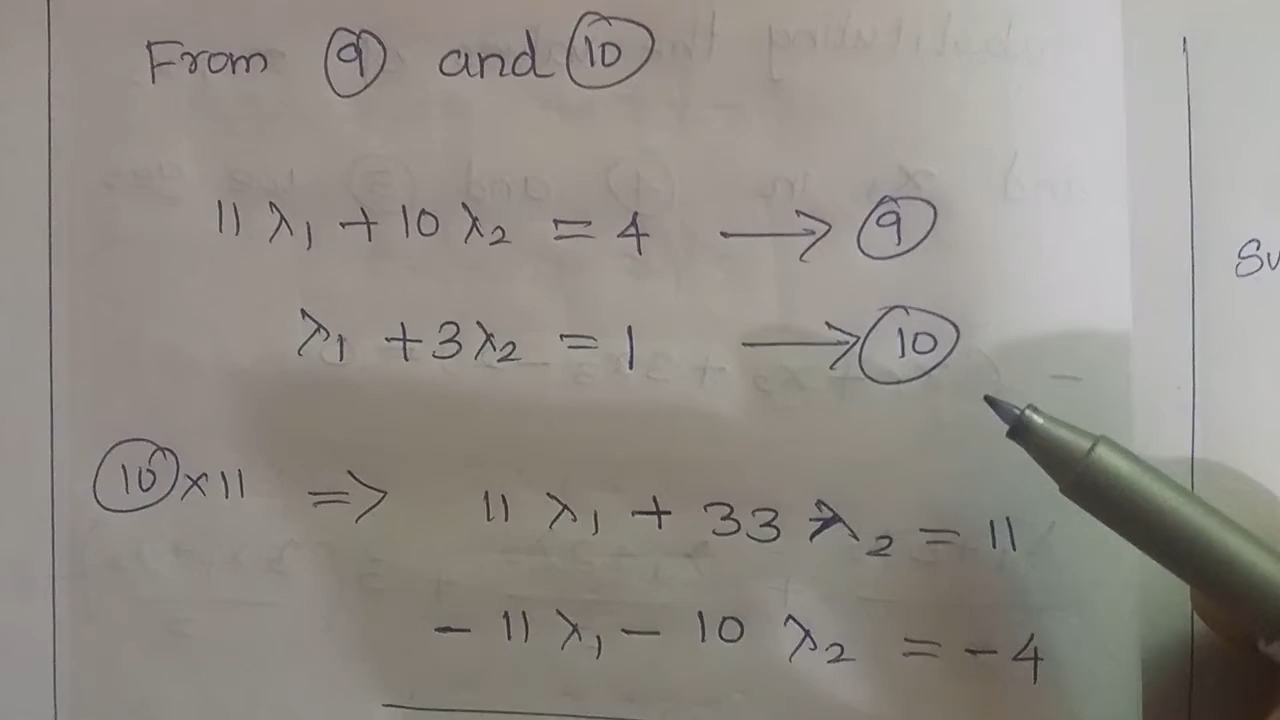 From ⑨ and ⑩
11 λ₁ + 10 λ₂ = 4 → ⑨
λ₁ + 3λ₂ = 1 → ⑩
⑩ × 11 => 11 λ₁ + 33 λ₂ = 11
- 11 λ₁ - 10 λ₂ = - 4
Su